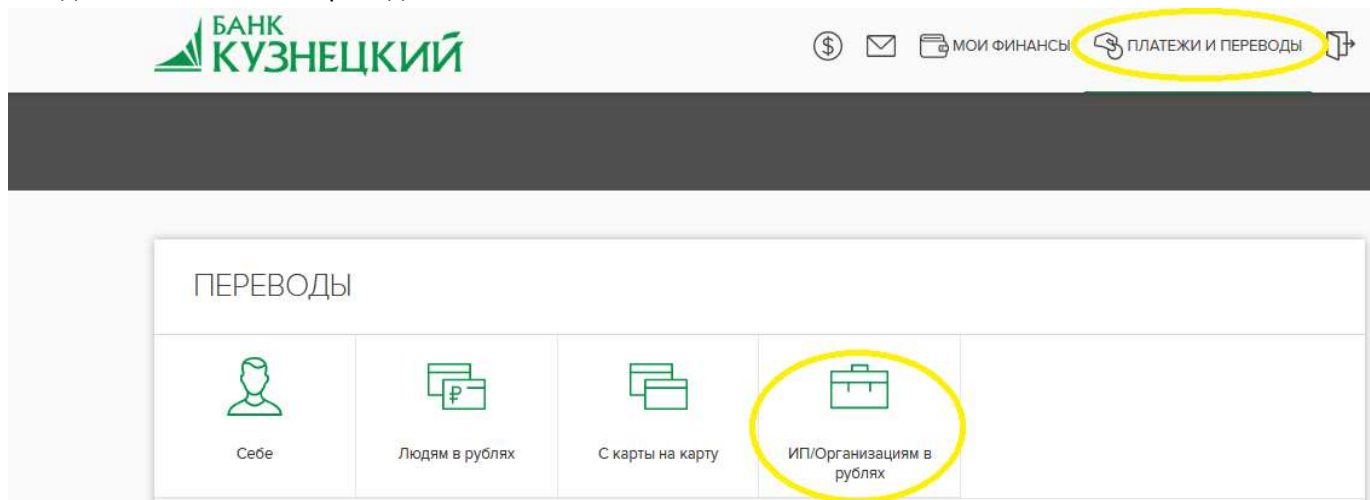 БАНК
КУЗНЕЦКИЙ
$ МОИ ФИНАНСЫ ПЛАТЕЖИ И ПЕРЕВОДЫ
ПЕРЕВОДЫ
₽
Себе Людям в рублях С карты на карту ИП/Организациям в
рублях